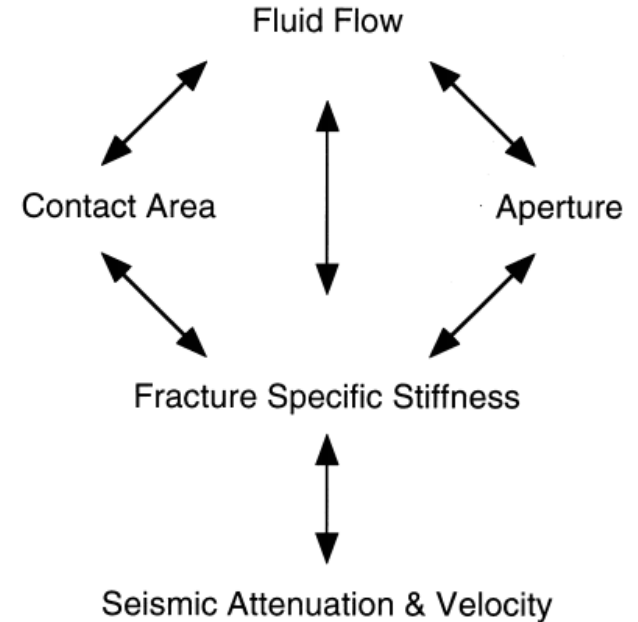 Fluid Flow
Contact Area
Aperture
Fracture Specific Stiffness
Seismic Attenuation & Velocity